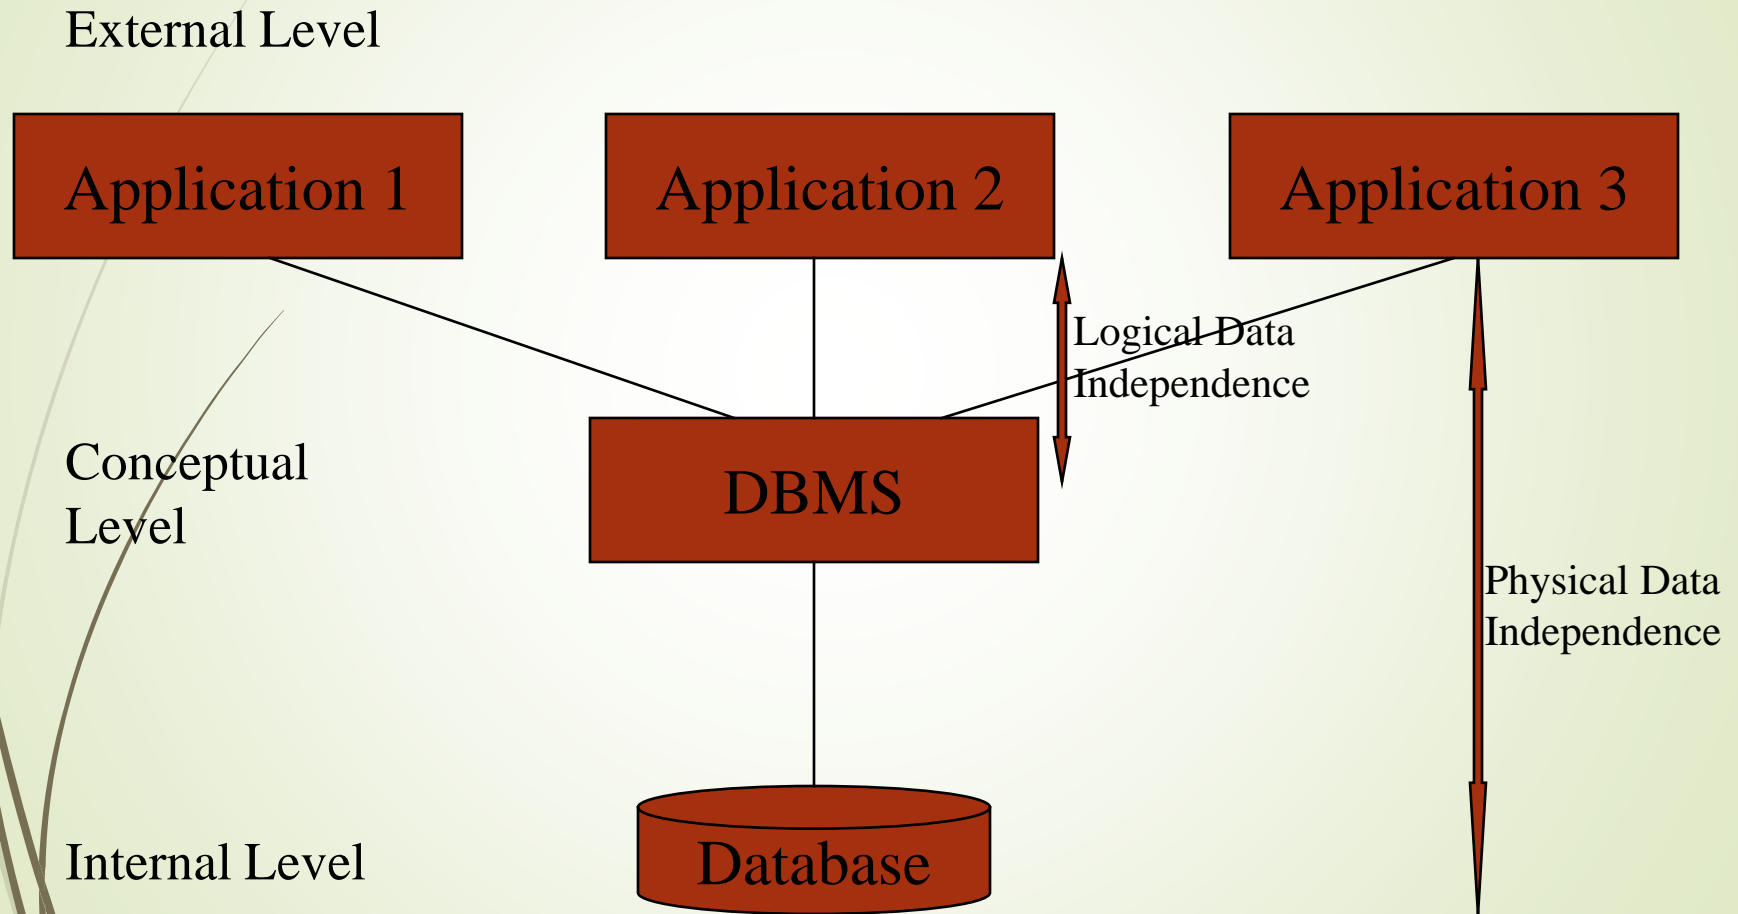 External Level
Application 1
Application 2
Application 3
Logical Data
Independence
Conceptual
Level
DBMS
Physical Data
Independence
Internal Level
Database